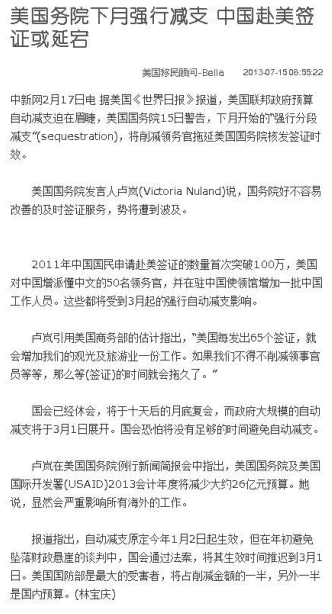 美国务院下月强行减支 中国赴美签
证或延宕
美国移民顾问-Balla 2013-07-15 08:55:22
中新网2月17日电 据美国《世界日报》报道，美国联邦政府预算
自动减支迫在眉睫，美国国务院15日警告，下月开始的“强行分段
减支”(sequestration)，将削减领务官拖延美国国务院核发签证时
效。
美国国务院发言人卢岚(Victoria Nuland)说，国务院好不容易
改善的及时签证服务，势将遭到波及。
2011年中国国民申请赴美签证的数量首次突破100万，美国
对中国增派懂中文的50名领务官，并在驻中国使领馆增加一批中国
工作人员。这些都将受到3月起的强行自动减支影响。
卢岚引用美国商务部的估计指出，“美国每发出65个签证，就
会增加我们的观光及旅游业一份工作。如果我们不得不削减领事官
员等等，那么等(签证)的时间就会拖久了。”
国会已经休会，将于十天后的月底复会，而政府大规模的自动
减支将于3月1日展开。国会恐怕将没有足够的时间避免自动减支。
卢岚在美国国务院例行新闻简报会中指出，美国国务院及美国
国际开发署(USAID)2013会计年度将减少大约26亿元预算。她
说，显然会严重影响所有海外的工作。
报道指出，自动减支原定今年1月2日起生效，但在年初避免
坠落财政悬崖的谈判中，国会通过法案，将其生效时间推迟到3月1
日。美国国防部是最大的受害者，将占削减金额的一半，另外一半
是国内预算。(林宝庆)